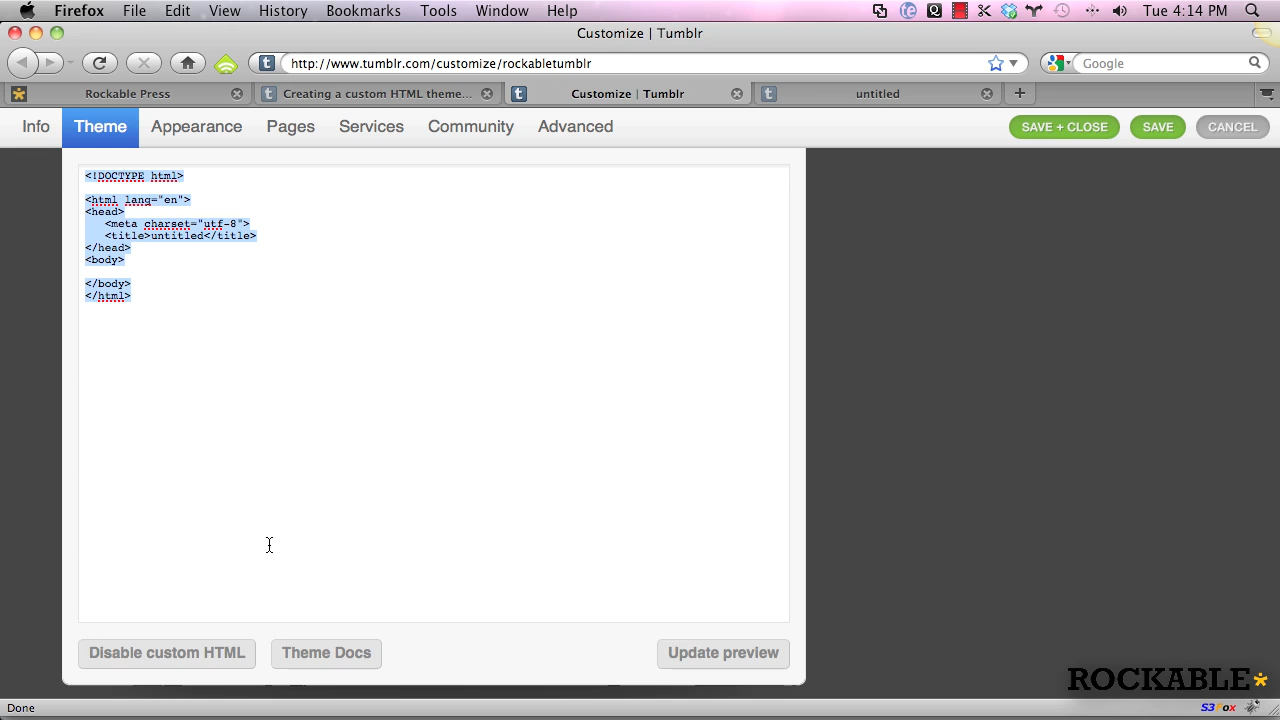 Firefox File Edit View History Bookmarks Tools Window Help Tue 4:14 PM
Customize | Tumblr
http://www.tumblr.com/customize/rockabletumblr Google
Rockable Press Creating a custom HTML theme... Customize | Tumblr untitled
Info Theme Appearance Pages Services Community Advanced SAVE + CLOSE SAVE CANCEL
<!DOCTYPE html>
<html lang="en">
<head>
<meta charset="utf-8">
<title>untitled</title>
</head>
<body>
</body>
</html>
Disable custom HTML Theme Docs Update preview
ROCKABLE*
Done S3Fox